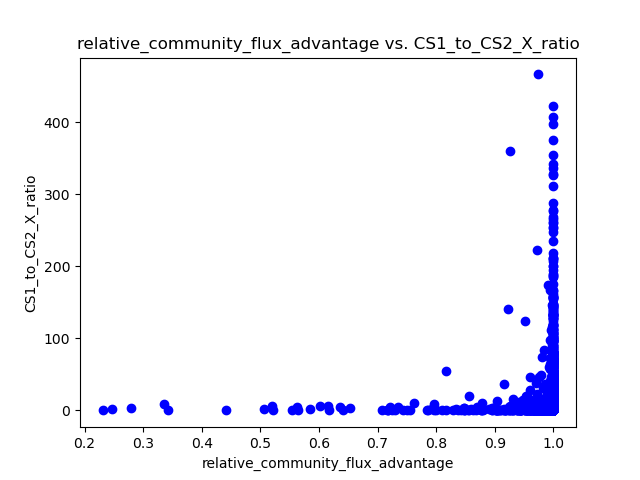 relative_community_flux_advantage vs. CS1_to_CS2_X_ratio
CS1_to_CS2_X_ratio
400
300
200
100
0
0.2 0.3 0.4 0.5 0.6 0.7 0.8 0.9 1.0
relative_community_flux_advantage